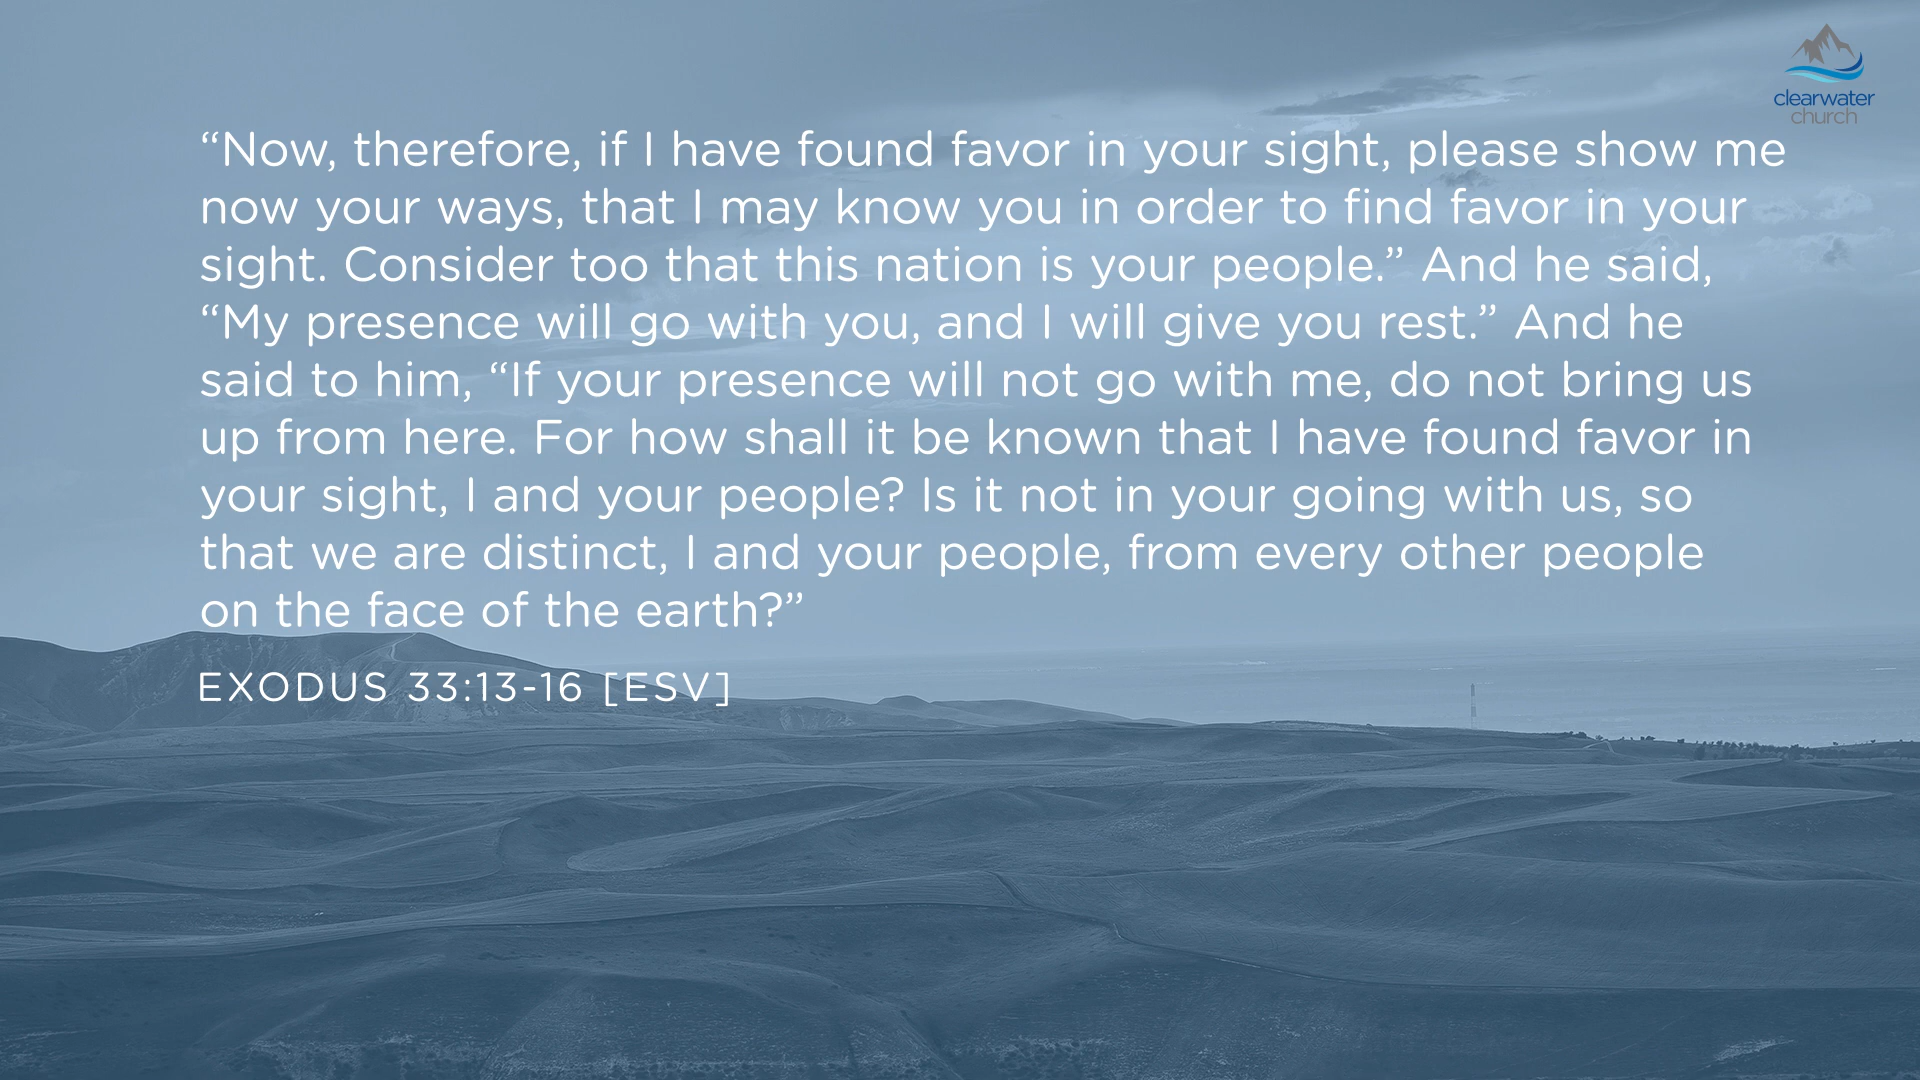 clearwater
church
“Now, therefore, if I have found favor in your sight, please show me
now your ways, that I may know you in order to find favor in your
sight. Consider too that this nation is your people.” And he said,
“My presence will go with you, and I will give you rest.” And he
said to him, “If your presence will not go with me, do not bring us
up from here. For how shall it be known that I have found favor in
your sight, I and your people? Is it not in your going with us, so
that we are distinct, I and your people, from every other people
on the face of the earth?”
EXODUS 33:13-16 [ESV]